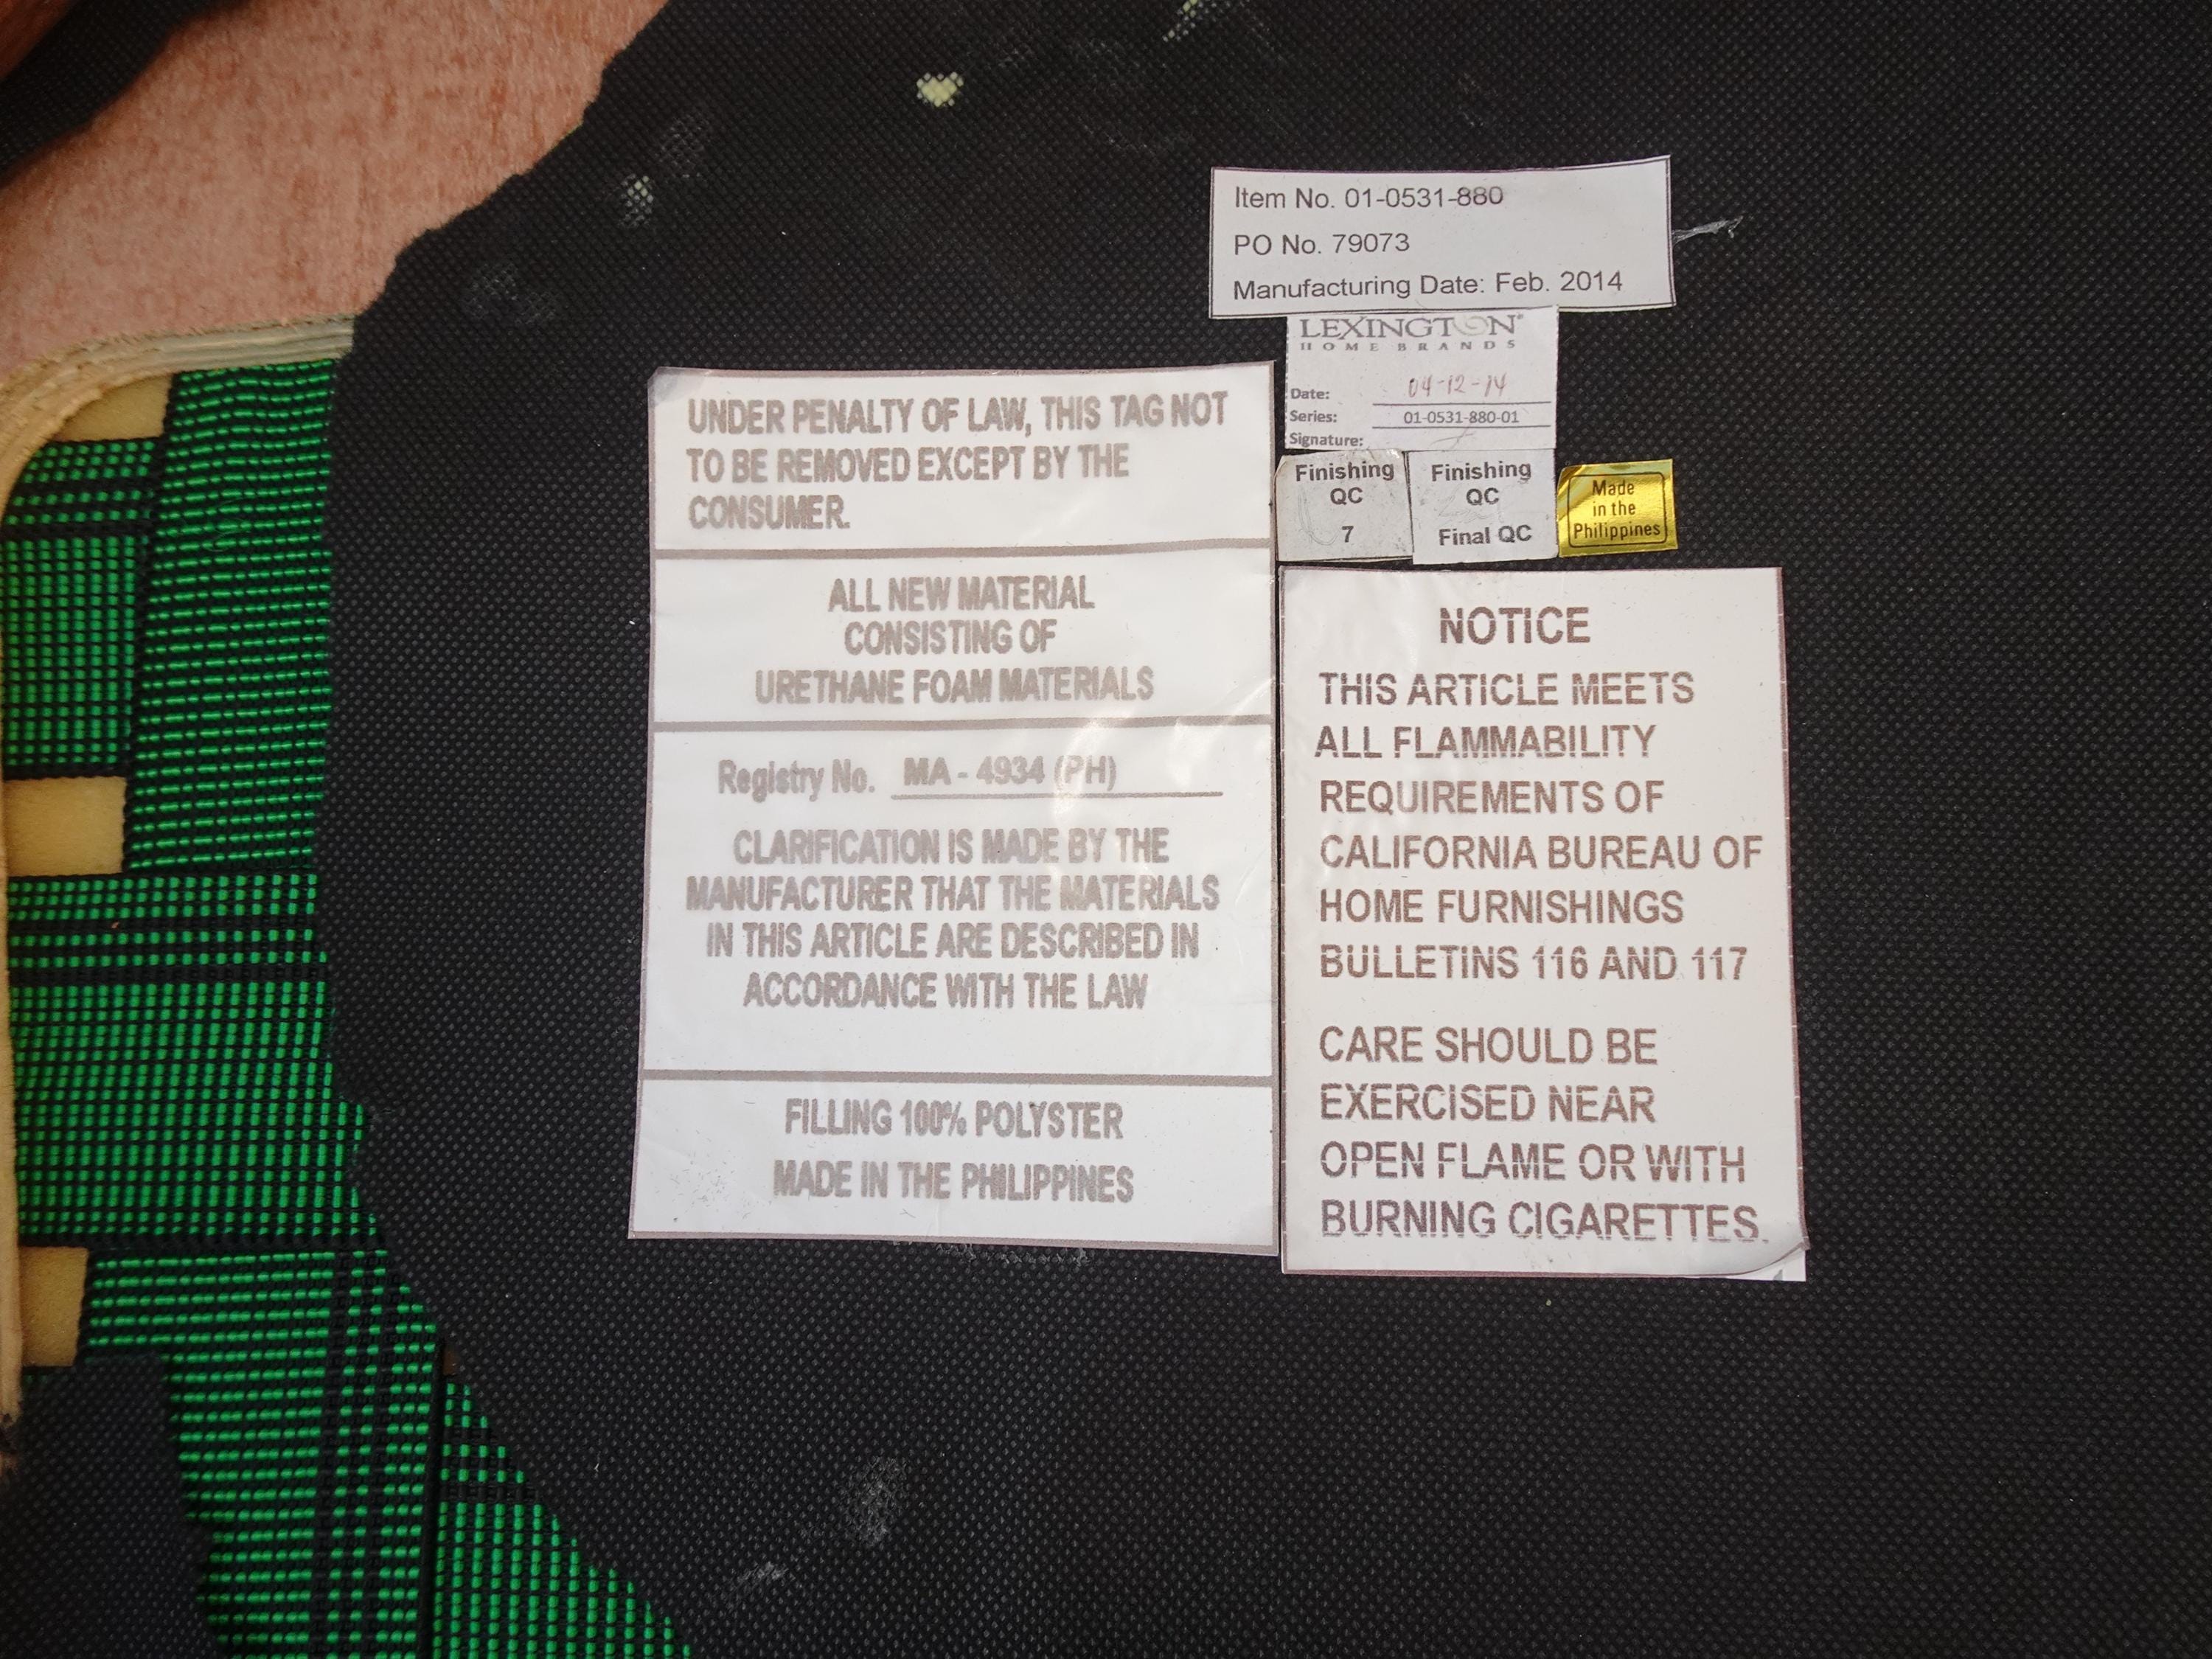 Item No. 01-0531-880
PO No. 79073
Manufacturing Date: Feb. 2014
LEXINGTON
HOME BRANDS
Date: 04-12-14
Series: 01-0531-880-01
Signature:
Finishing
QC
7
Finishing
QC
Final QC
Made
in the
Philippines
UNDER PENALTY OF LAW, THIS TAG NOT
TO BE REMOVED EXCEPT BY THE
CONSUMER.
ALL NEW MATERIAL
CONSISTING OF
URETHANE FOAM MATERIALS
Registry No. MA - 4934 (PH)
CLARIFICATION IS MADE BY THE
MANUFACTURER THAT THE MATERIALS
IN THIS ARTICLE ARE DESCRIBED IN
ACCORDANCE WITH THE LAW
FILLING 100% POLYSTER
MADE IN THE PHILIPPINES
NOTICE
THIS ARTICLE MEETS
ALL FLAMMABILITY
REQUIREMENTS OF
CALIFORNIA BUREAU OF
HOME FURNISHINGS
BULLETINS 116 AND 117
CARE SHOULD BE
EXERCISED NEAR
OPEN FLAME OR WITH
BURNING CIGARETTES.